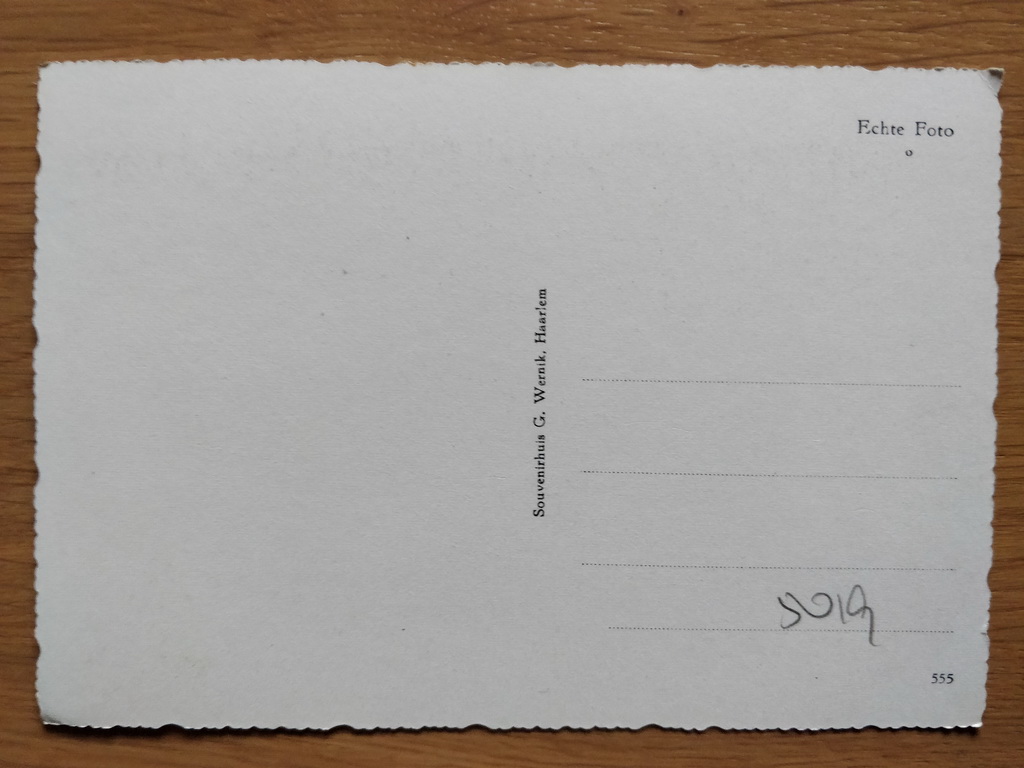 Echte Foto
Souvenirhuis G. Wernik, Haarlem
555